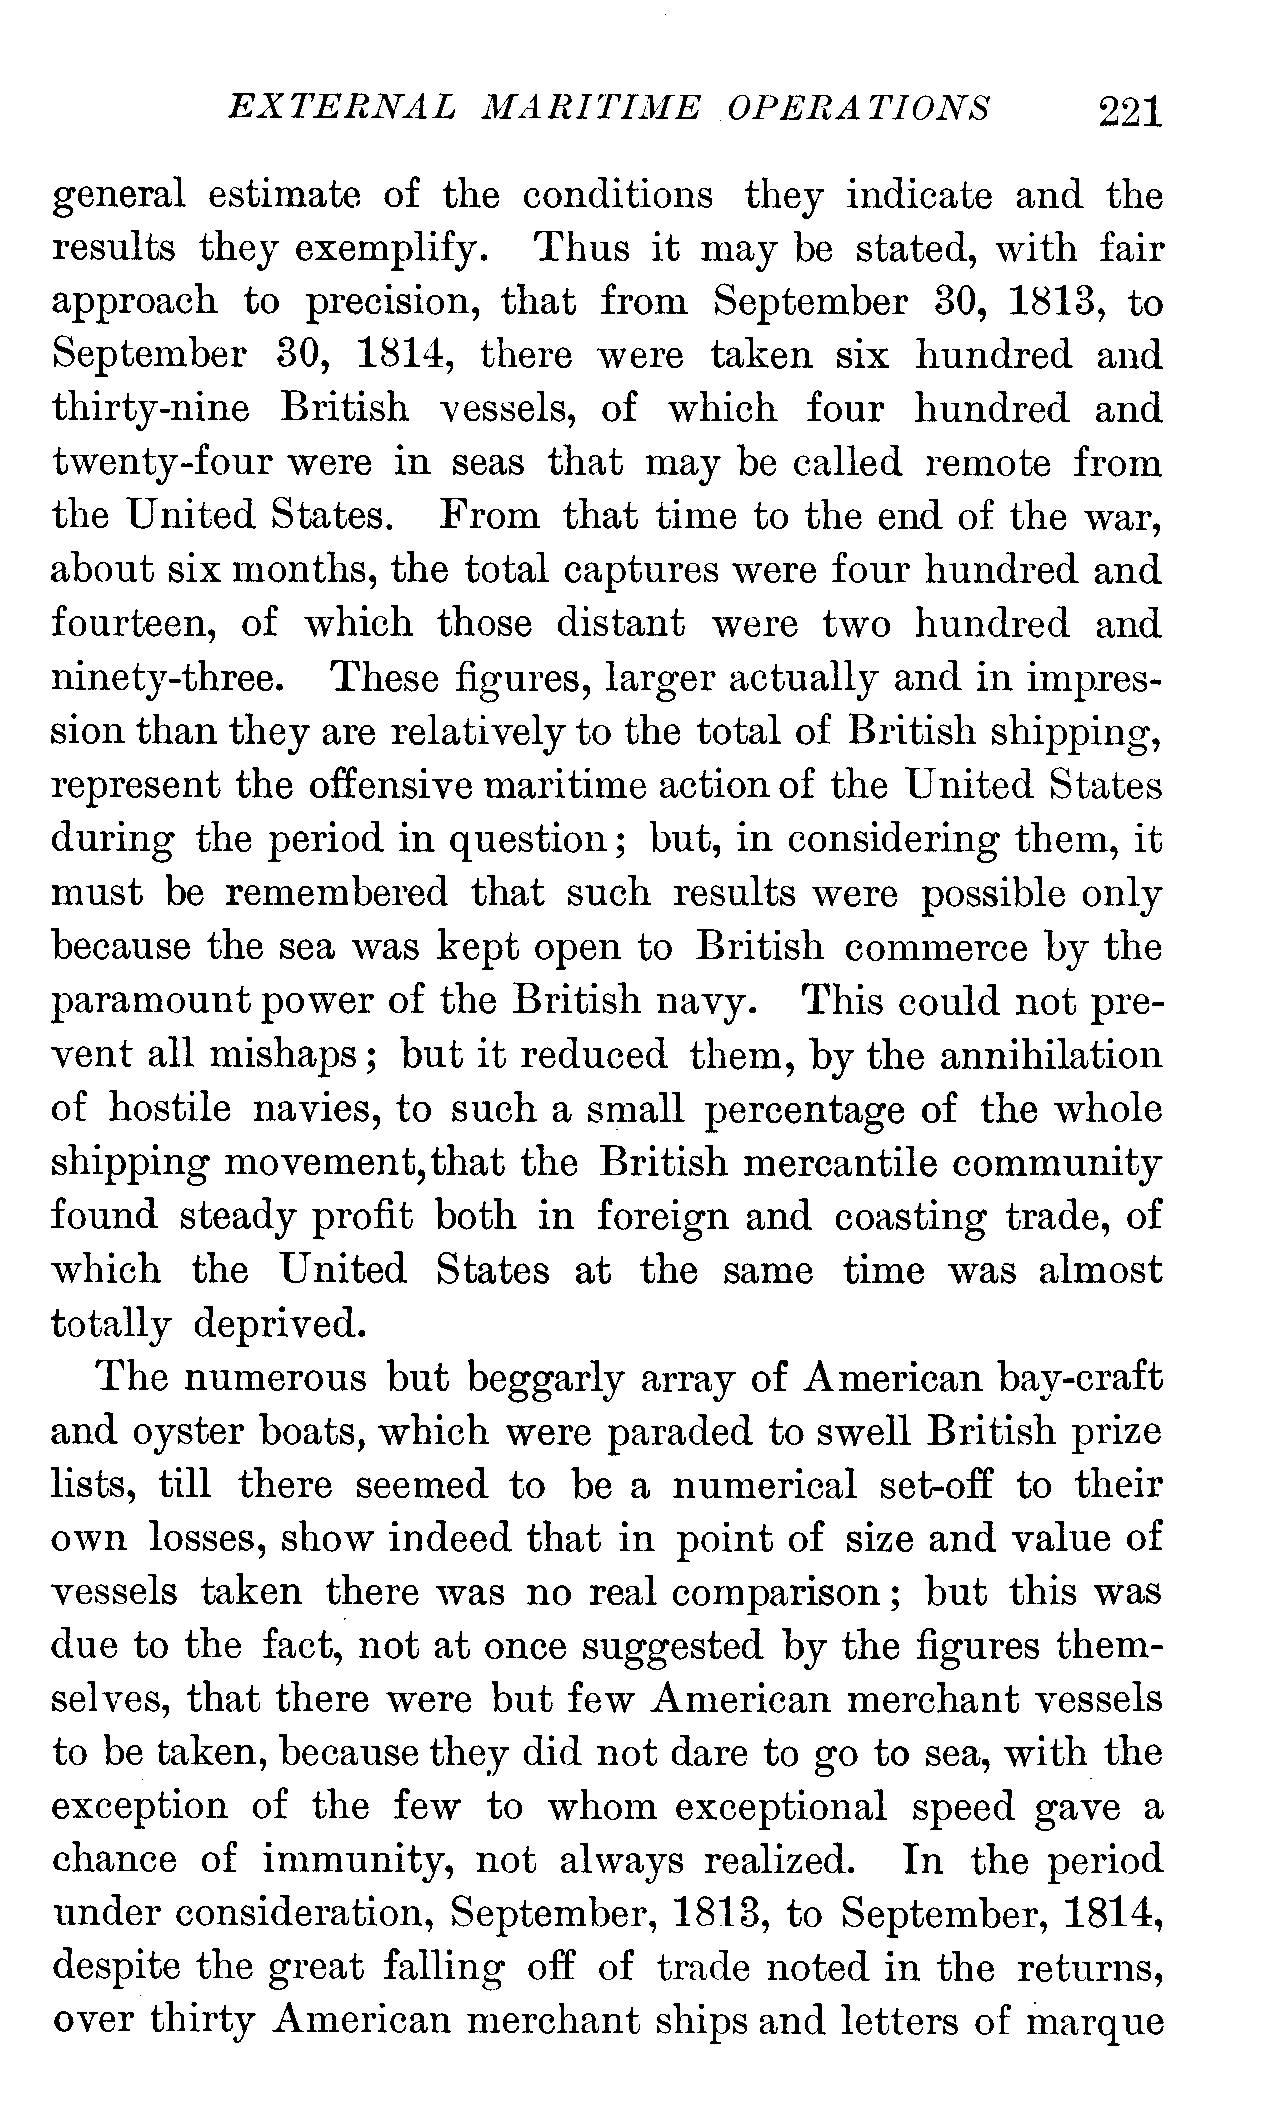 EXTERNAL MARITIME OPERATIONS 221
general estimate of the conditions they indicate and the
results they exemplify. Thus it may be stated, with fair
approach to precision, that from September 30, 1813, to
September 30, 1814, there were taken six hundred and
thirty-nine British vessels, of which four hundred and
twenty-four were in seas that may be called remote from
the United States. From that time to the end of the war,
about six months, the total captures were four hundred and
fourteen, of which those distant were two hundred and
ninety-three. These figures, larger actually and in impres-
sion than they are relatively to the total of British shipping,
represent the offensive maritime action of the United States
during the period in question; but, in considering them, it
must be remembered that such results were possible only
because the sea was kept open to British commerce by the
paramount power of the British navy. This could not pre-
vent all mishaps; but it reduced them, by the annihilation
of hostile navies, to such a small percentage of the whole
shipping movement, that the British mercantile community
found steady profit both in foreign and coasting trade, of
which the United States at the same time was almost
totally deprived.
The numerous but beggarly array of American bay-craft
and oyster boats, which were paraded to swell British prize
lists, till there seemed to be a numerical set-off to their
own losses, show indeed that in point of size and value of
vessels taken there was no real comparison; but this was
due to the fact, not at once suggested by the figures them-
selves, that there were but few American merchant vessels
to be taken, because they did not dare to go to sea, with the
exception of the few to whom exceptional speed gave a
chance of immunity, not always realized. In the period
under consideration, September, 1813, to September, 1814,
despite the great falling off of trade noted in the returns,
over thirty American merchant ships and letters of marque